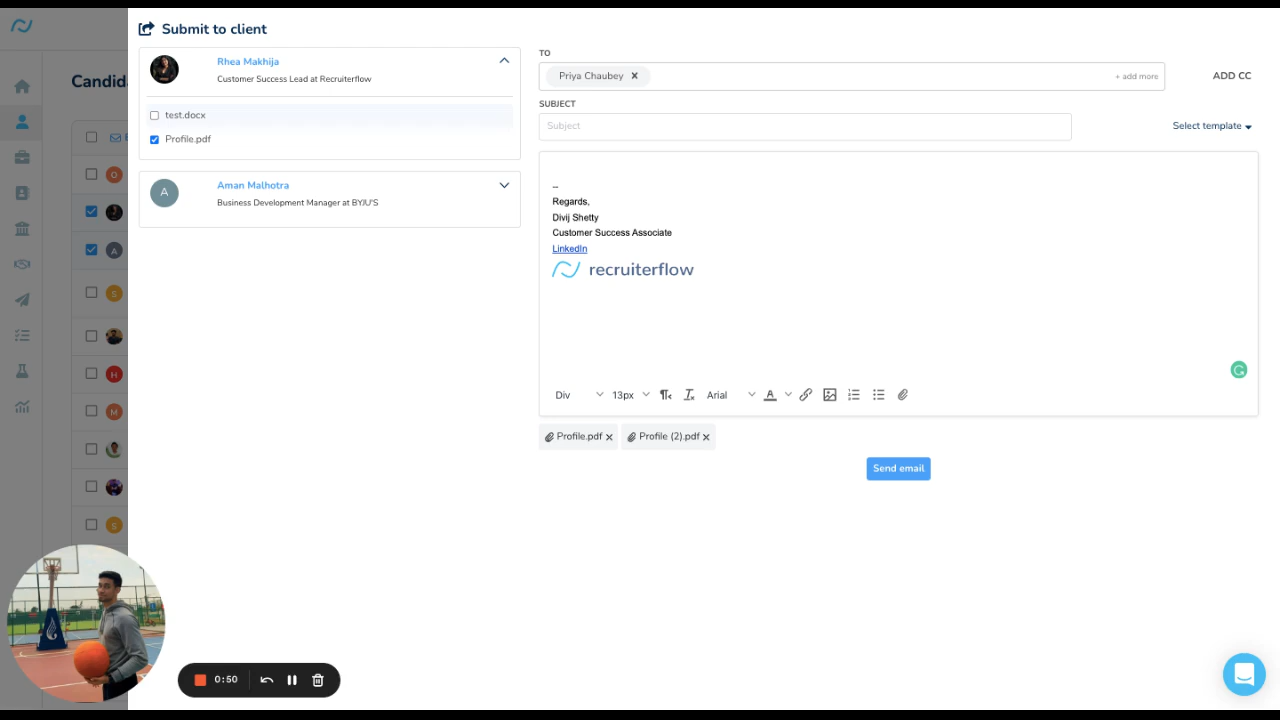 Submit to client
Candid
Rhea Makhija
Customer Success Lead at Recruiterflow
test.docx
Profile.pdf
A
Aman Malhotra
Business Development Manager at BYJU'S
O
A
S
H
M
S
TO
Priya Chaubey
+ add more
ADD CC
SUBJECT
Subject
Select template
--
Regards,
Divij Shetty
Customer Success Associate
LinkedIn
recruiterflow
Div
13px
Arial
A
Profile.pdf
Profile (2).pdf
Send email
0:50